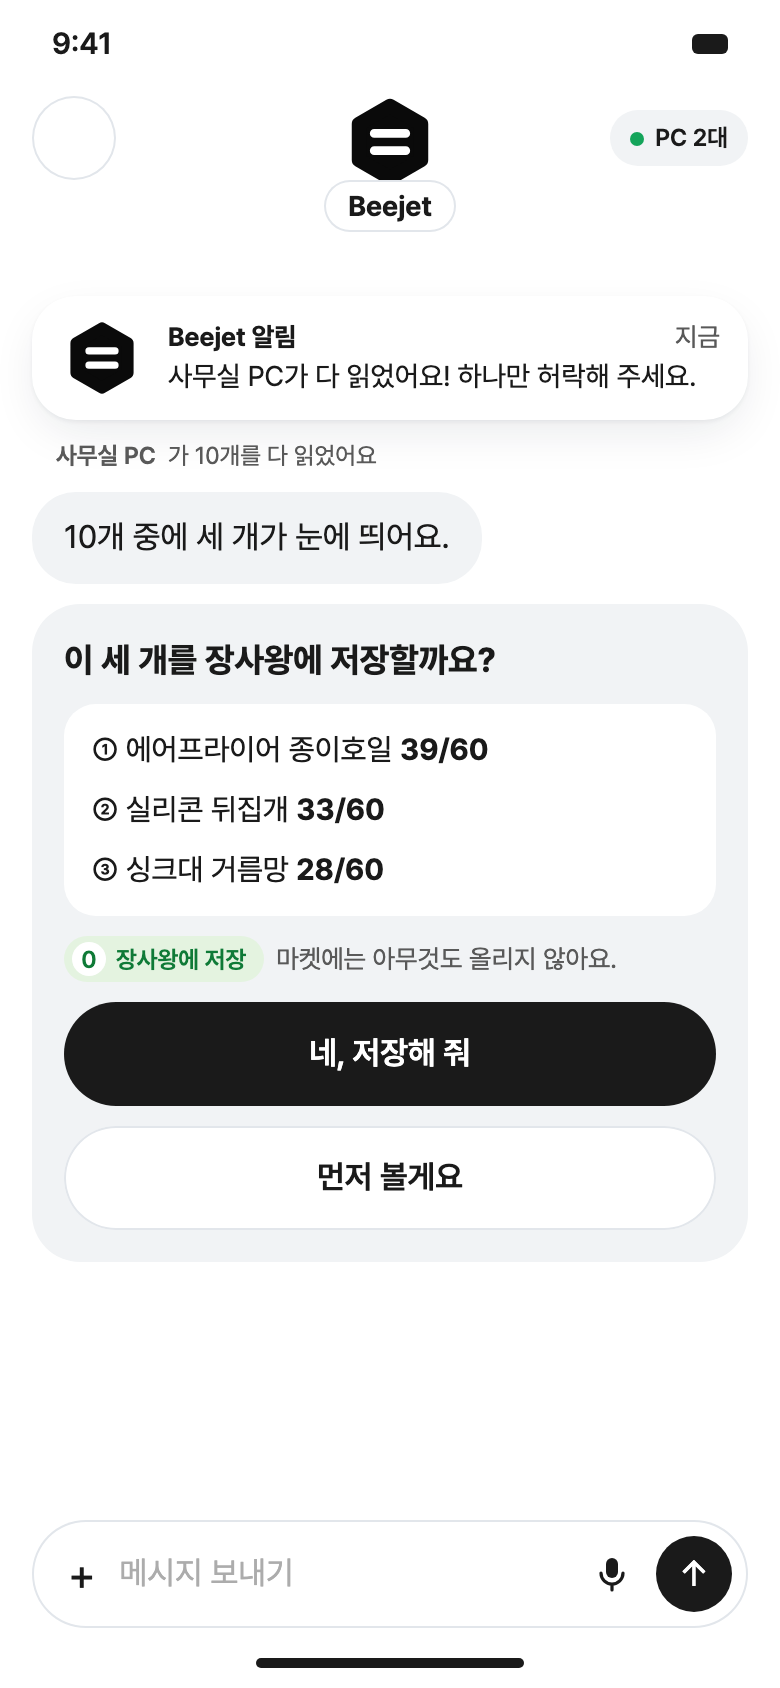 9:41
PC 2대
Beejet
Beejet 알림
지금
사무실 PC가 다 읽었어요! 하나만 허락해 주세요.
사무실 PC 가 10개를 다 읽었어요
10개 중에 세 개가 눈에 띄어요.
이 세 개를 장사왕에 저장할까요?
① 에어프라이어 종이호일 39/60
② 실리콘 뒤집개 33/60
③ 싱크대 거름망 28/60
0 장사왕에 저장 마켓에는 아무것도 올리지 않아요.
네, 저장해 줘
먼저 볼게요
메시지 보내기